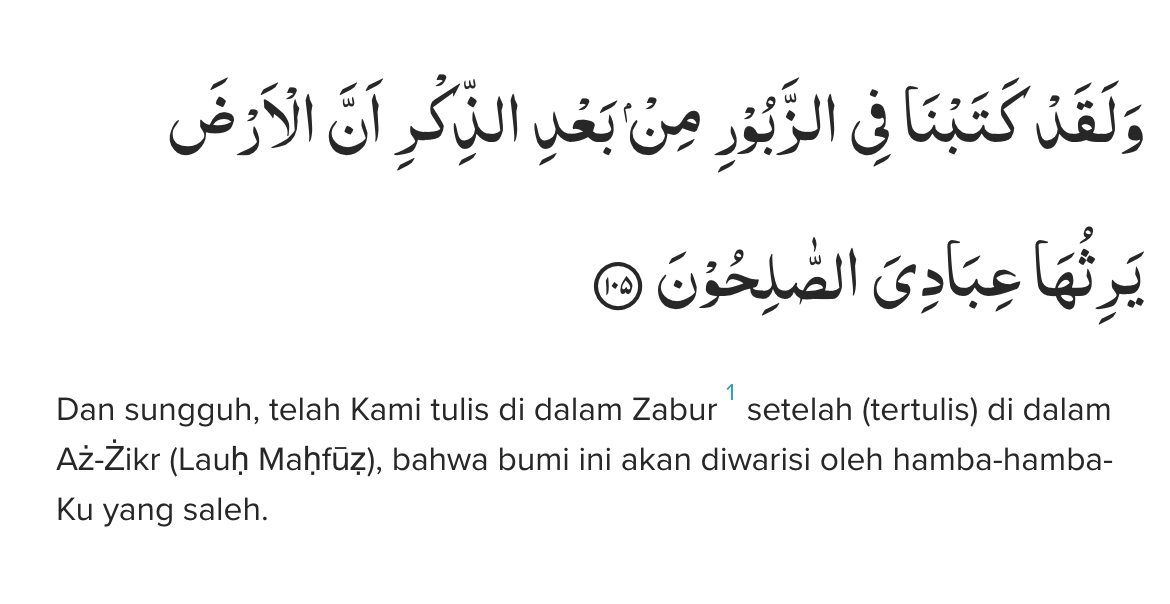 وَلَقَدْ كَتَبْنَا فِى الزَّبُوْرِ مِنْۢ بَعْدِ الذِّكْرِ اَنَّ الْاَرْضَ
يَرِثُهَا عِبَادِيَ الصّٰلِحُوْنَ ۝١٠٥
Dan sungguh, telah Kami tulis di dalam Zabur 1 setelah (tertulis) di dalam
Aż-Żikr (Lauḥ Maḥfūẓ), bahwa bumi ini akan diwarisi oleh hamba-hamba-
Ku yang saleh.